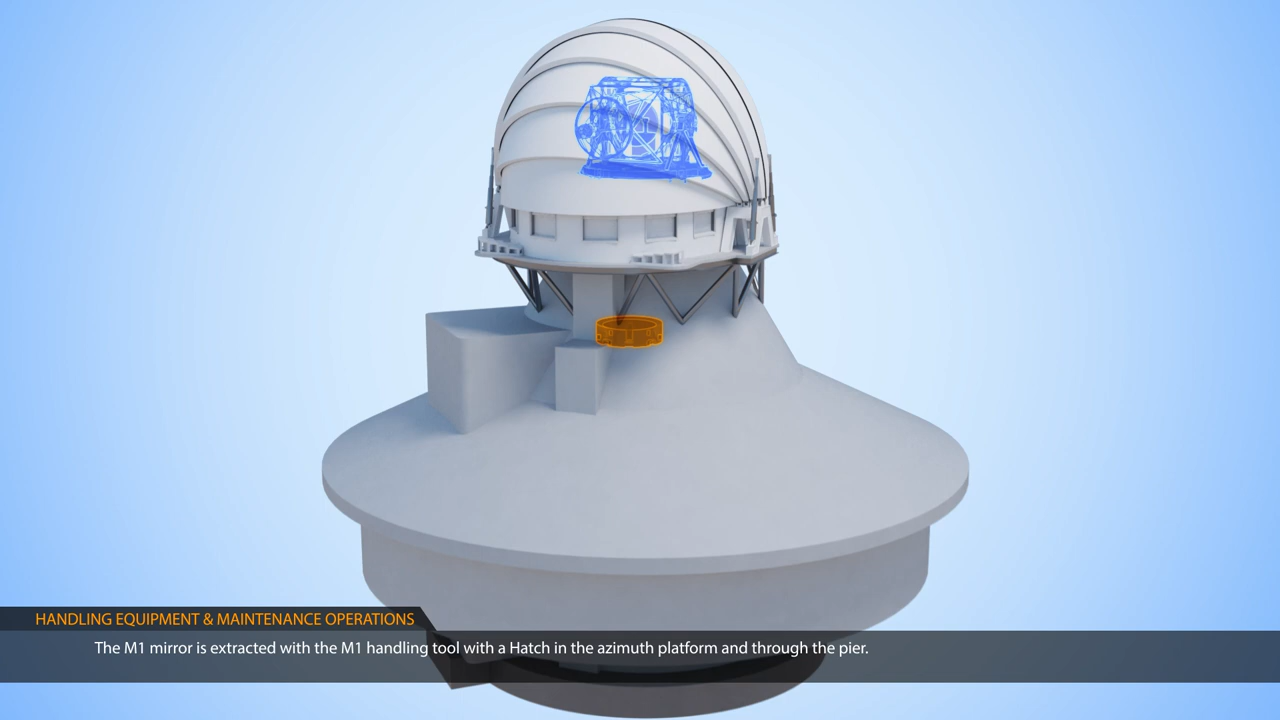 HANDLING EQUIPMENT & MAINTENANCE OPERATIONS
The M1 mirror is extracted with the M1 handling tool with a Hatch in the azimuth platform and through the pier.